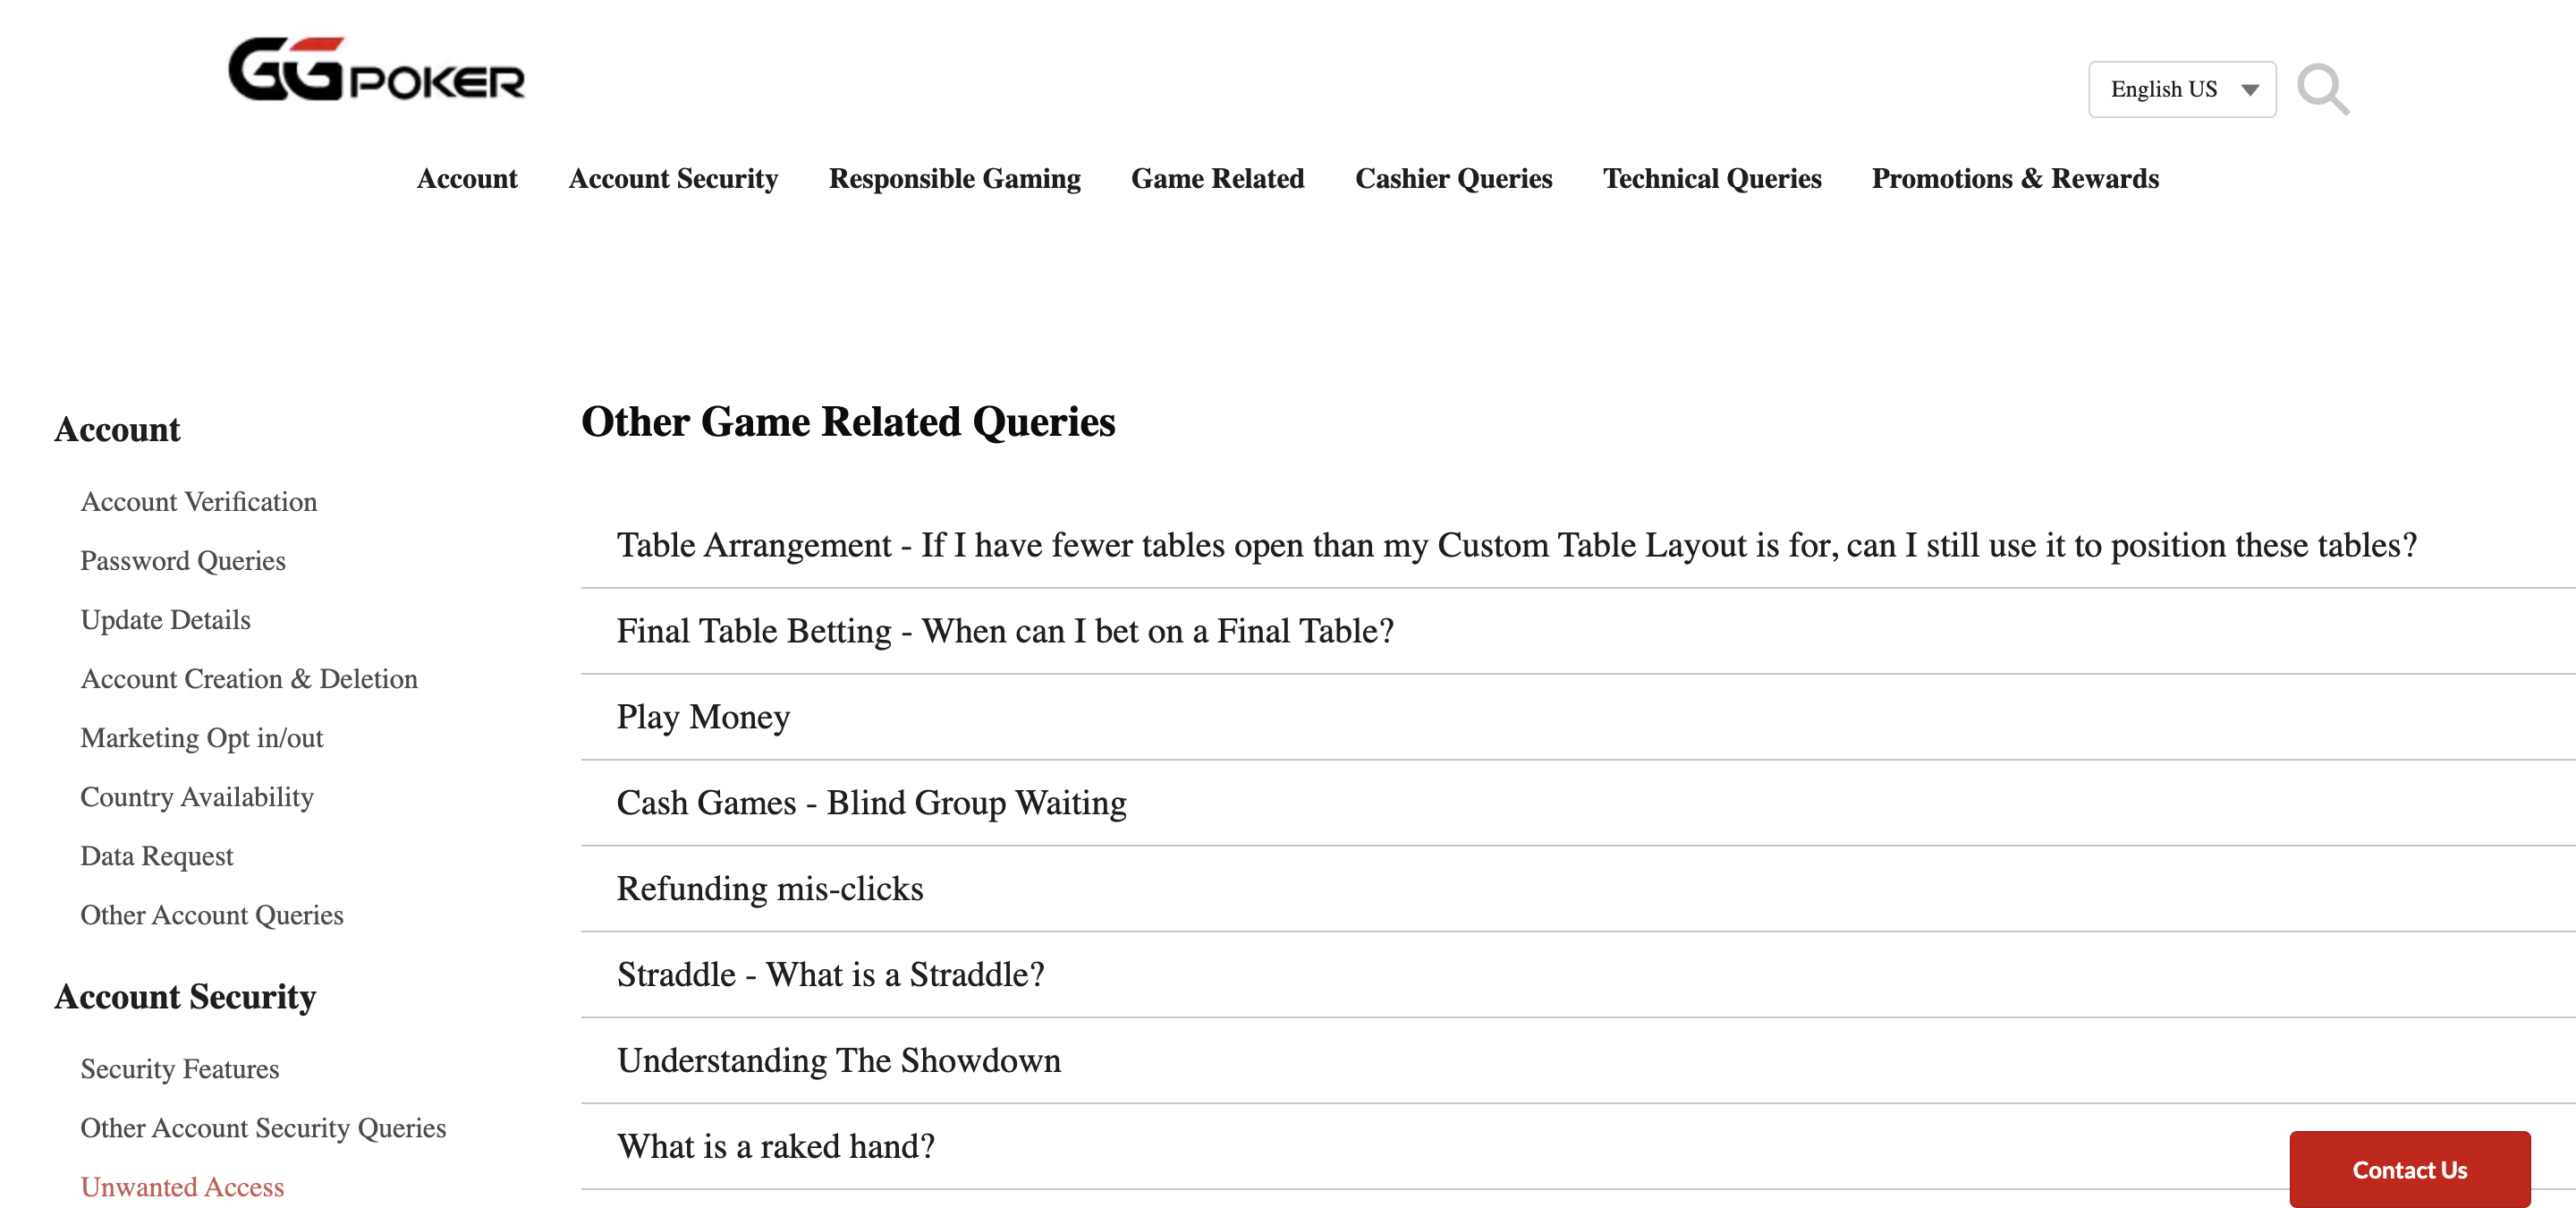 GGPOKER
English US
Account
Account Security
Responsible Gaming
Game Related
Cashier Queries
Technical Queries
Promotions & Rewards
Account
Account Verification
Password Queries
Update Details
Account Creation & Deletion
Marketing Opt in/out
Country Availability
Data Request
Other Account Queries
Account Security
Security Features
Other Account Security Queries
Unwanted Access
Other Game Related Queries
Table Arrangement - If I have fewer tables open than my Custom Table Layout is for, can I still use it to position these tables?
Final Table Betting - When can I bet on a Final Table?
Play Money
Cash Games - Blind Group Waiting
Refunding mis-clicks
Straddle - What is a Straddle?
Understanding The Showdown
What is a raked hand?
Contact Us